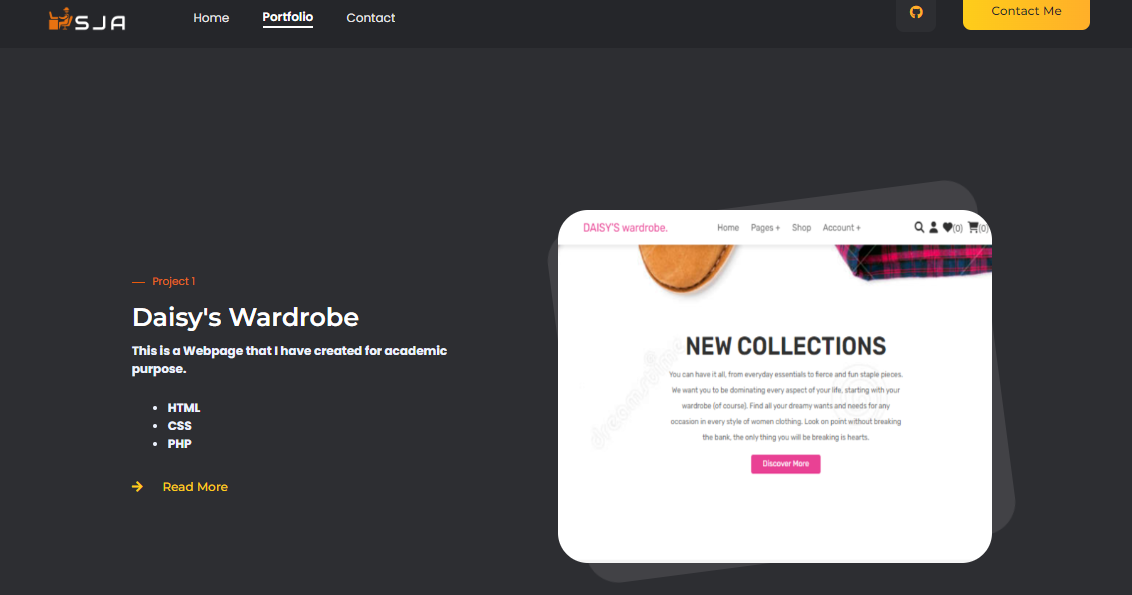 SJA
Home Portfolio Contact
Contact Me
Project 1
Daisy's Wardrobe
This is a Webpage that I have created for academic
purpose.
• HTML
• CSS
• PHP
Read More
DAISY'S wardrobe.
Home Pages + Shop Account +
(0) (0)
NEW COLLECTIONS
You can have it all, from everyday essentials to fierce and fun staple pieces.
We want you to be dominating every aspect of your life, starting with your
wardrobe (of course). Find all your dreamy wants and needs for any
occasion in every style of women clothing. Look on point without breaking
the bank, the only thing you will be breaking is hearts.
Discover More